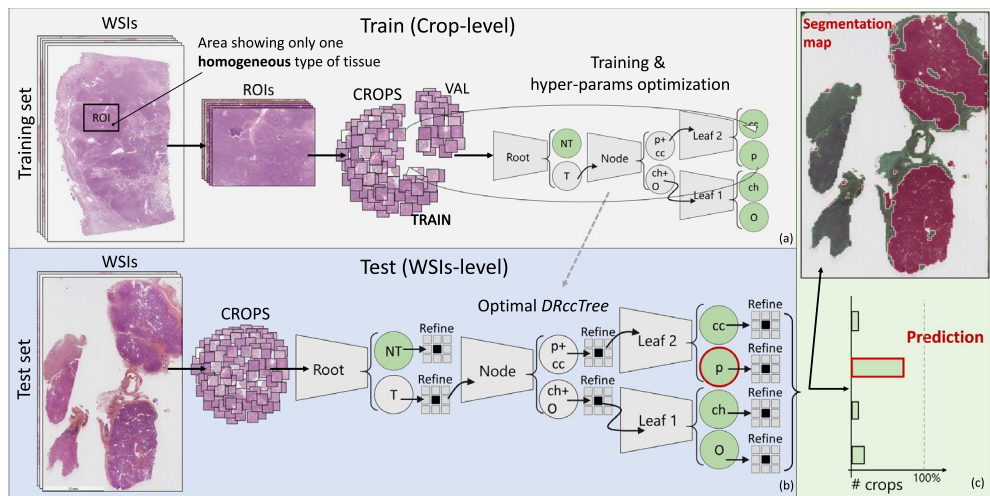 WSIs
Train (Crop-level)
Area showing only one
homogeneous type of tissue
Training set
ROI
ROIs
CROPS
VAL
TRAIN
Training &
hyper-params optimization
Root
NT
T
Node
p+
cc
ch+
O
Leaf 2
Leaf 1
cc
p
ch
O
(a)
WSIs
Test (WSIs-level)
Test set
CROPS
Optimal DRccTree
Root
NT
T
Refine
Refine
Node
p+
cc
ch+
O
Refine
Refine
Leaf 2
Leaf 1
cc
p
ch
O
Refine
Refine
Refine
Refine
(b)
Segmentation
map
Prediction
100%
# crops
(c)